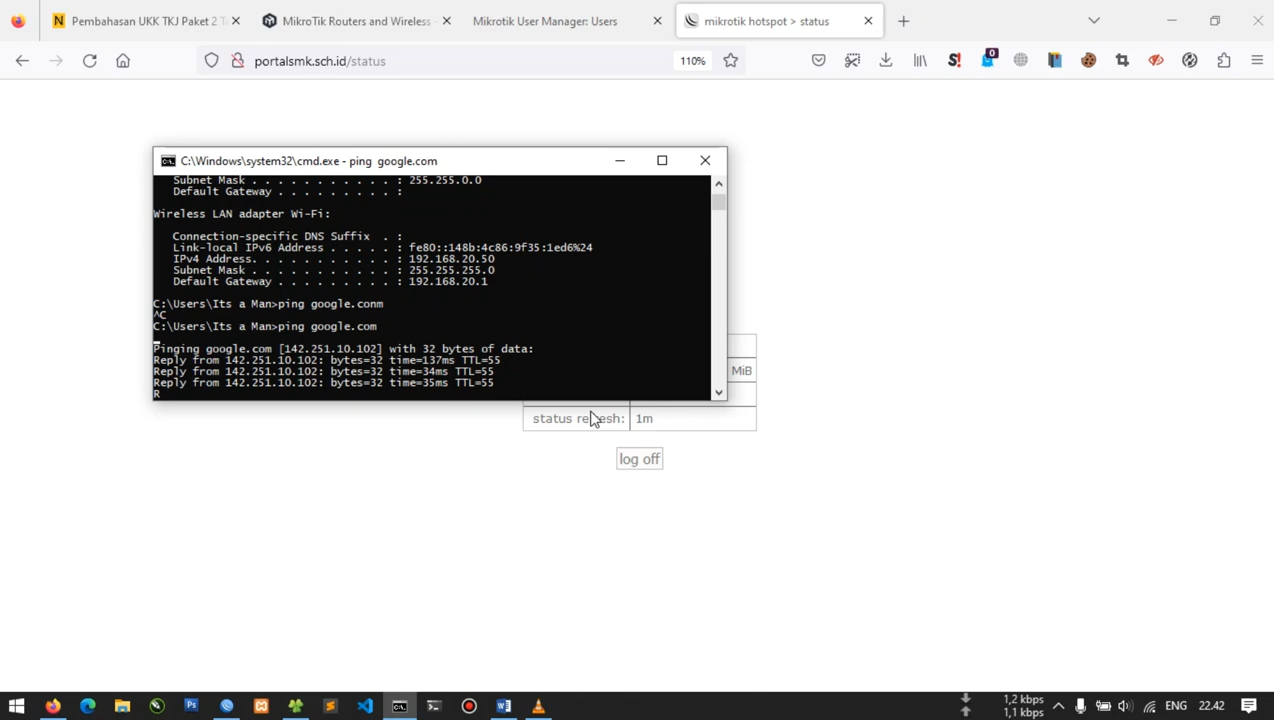 Pembahasan UKK TKJ Paket 2 T
MikroTik Routers and Wireless -
Mikrotik User Manager: Users
mikrotik hotspot > status
portalsmk.sch.id/status
110%
0
C:\Windows\system32\cmd.exe - ping  google.com
Subnet Mask . . . . . . . . . . . : 255.255.0.0
Default Gateway . . . . . . . . . :
Wireless LAN adapter Wi-Fi:
Connection-specific DNS Suffix  . :
Link-local IPv6 Address . . . . . : fe80::148b:4c86:9f35:1ed6%24
IPv4 Address. . . . . . . . . . . : 192.168.20.50
Subnet Mask . . . . . . . . . . . : 255.255.255.0
Default Gateway . . . . . . . . . : 192.168.20.1
C:\Users\Its a Man>ping google.conm
^C
C:\Users\Its a Man>ping google.com
Pinging google.com [142.251.10.102] with 32 bytes of data:
Reply from 142.251.10.102: bytes=32 time=137ms TTL=55
Reply from 142.251.10.102: bytes=32 time=34ms TTL=55
Reply from 142.251.10.102: bytes=32 time=35ms TTL=55
R
MiB
status refresh: 1m
log off
1,2 kbps
1,1 kbps
ENG
22.42